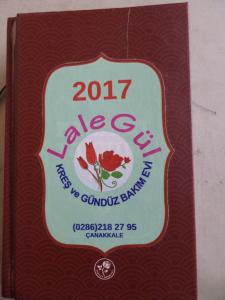 2017
LaleGül
KREŞ ve GÜNDÜZ BAKIM EVİ
(0286)218 27 95
ÇANAKKALE